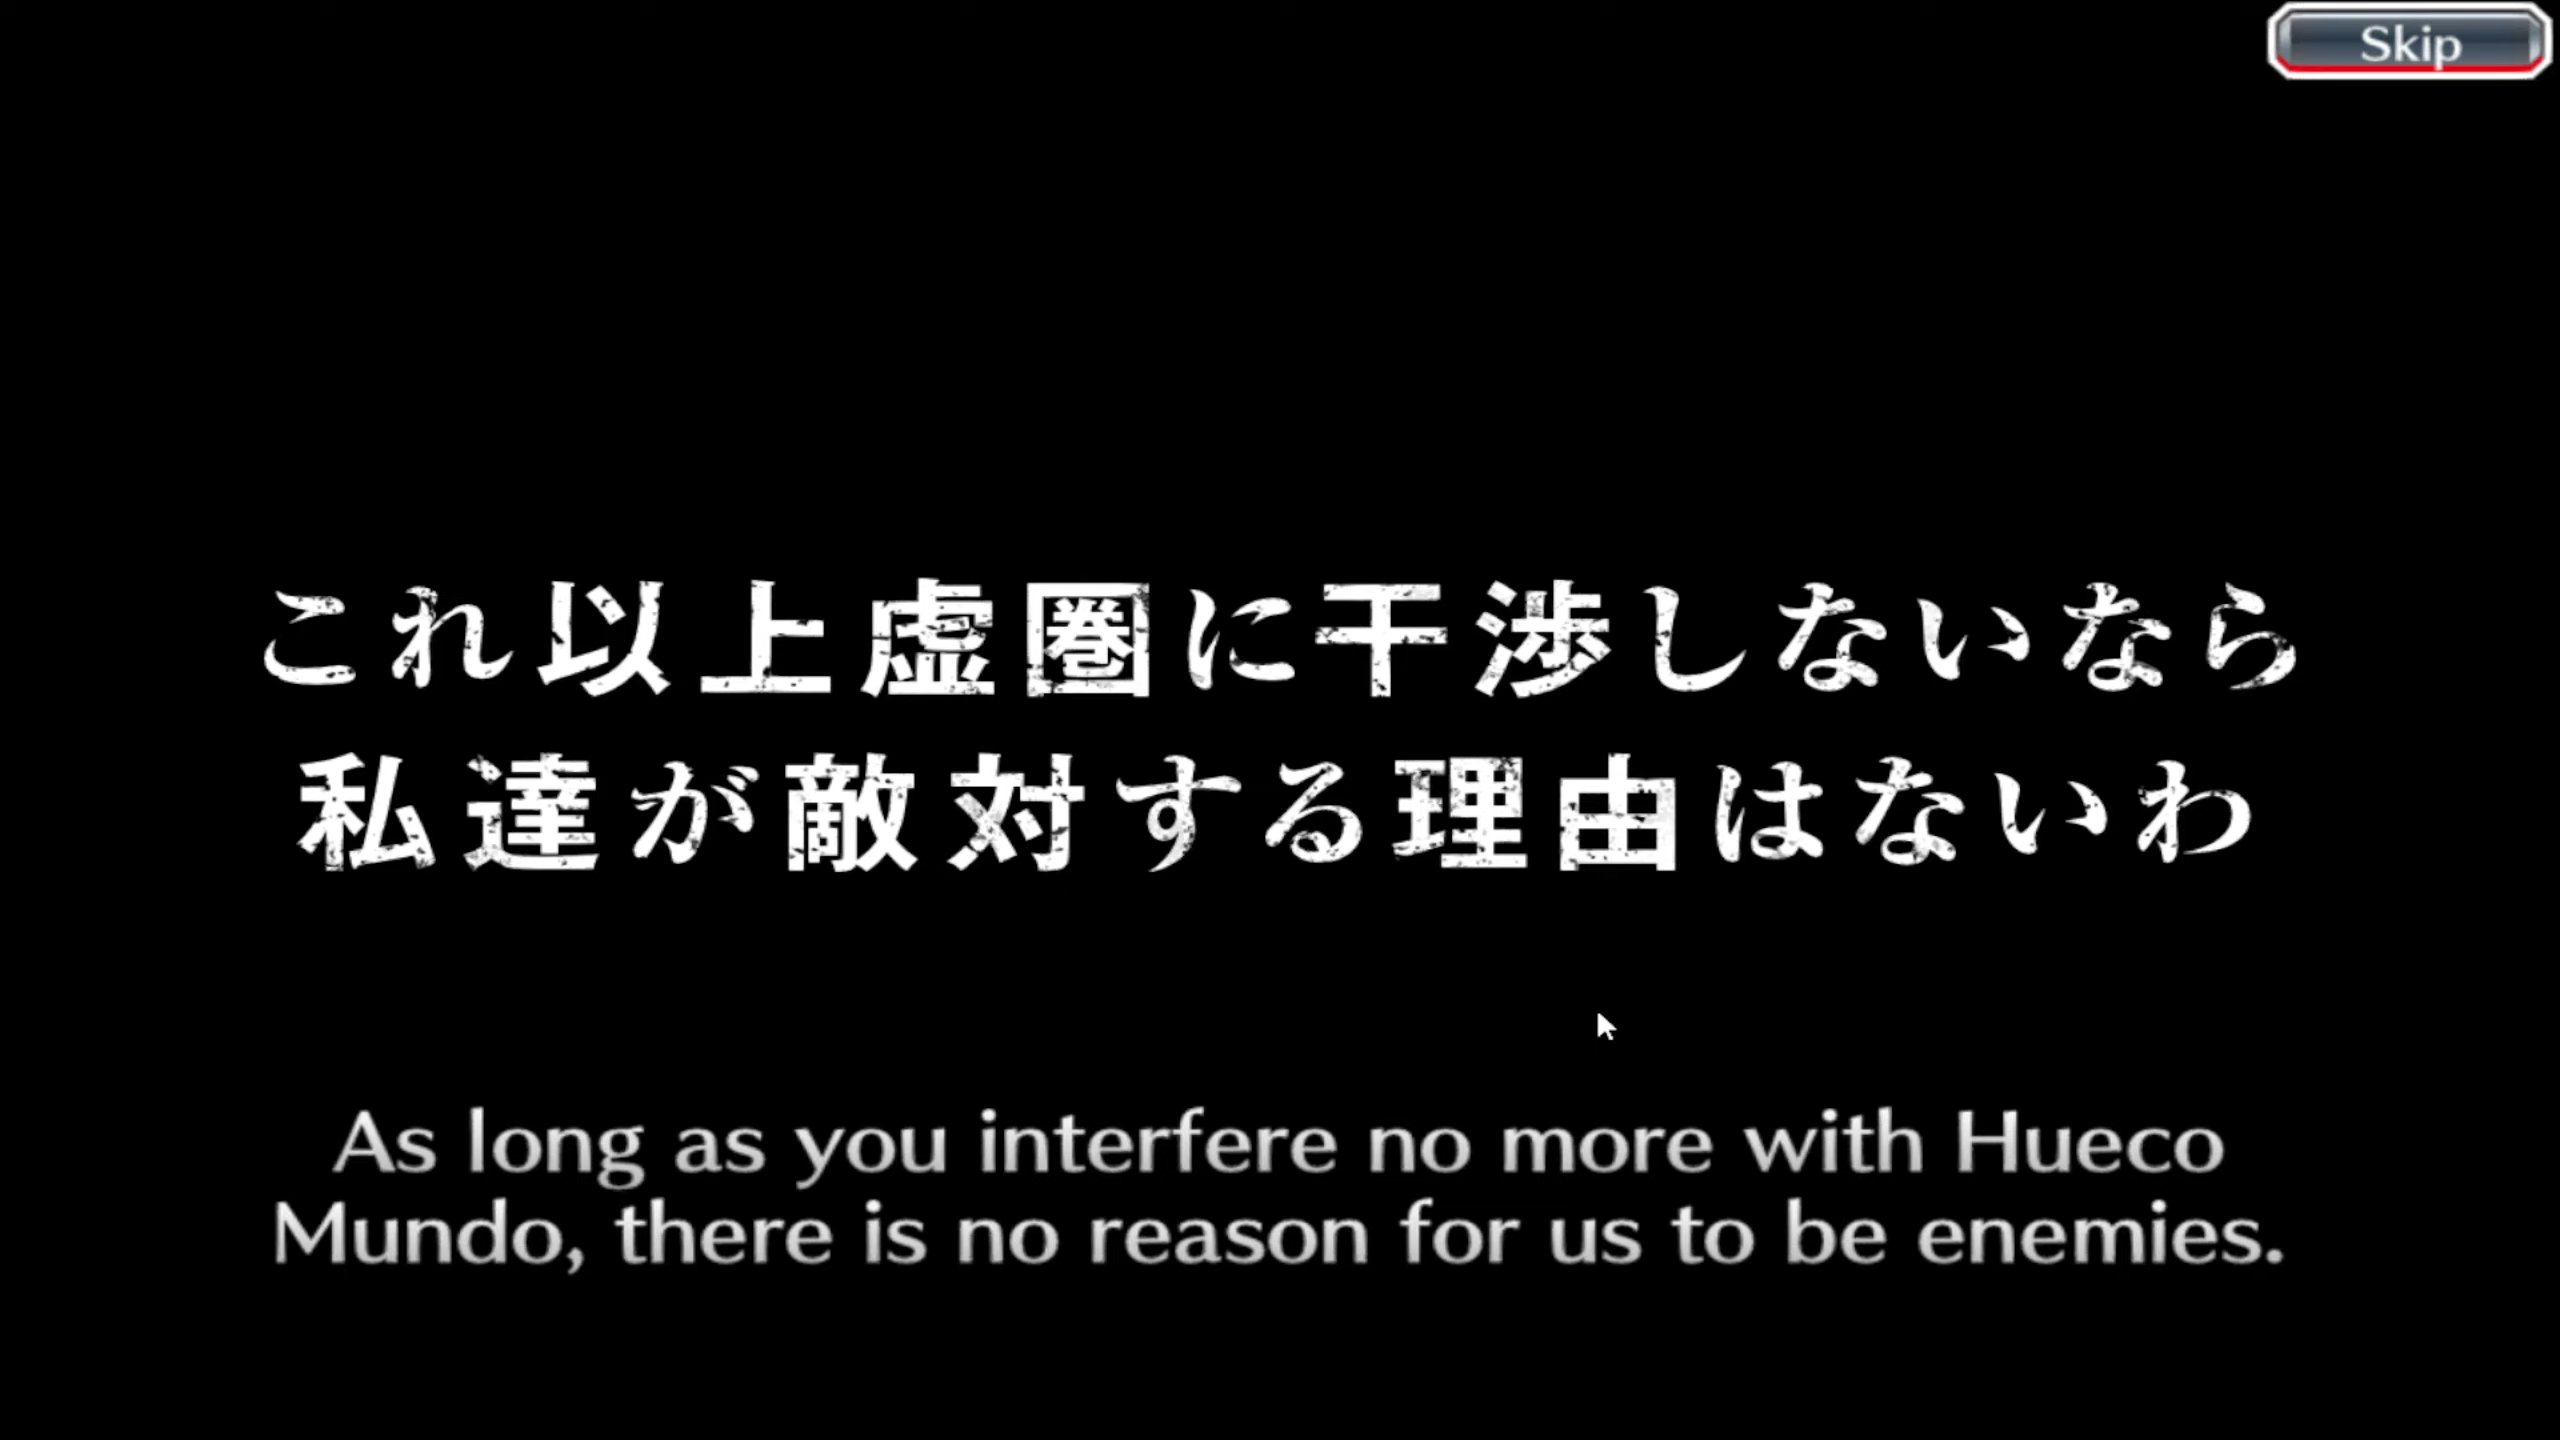 Skip
これ以上虚圏に干渉しないなら
私達が敵対する理由はないわ
As long as you interfere no more with Hueco
Mundo, there is no reason for us to be enemies.